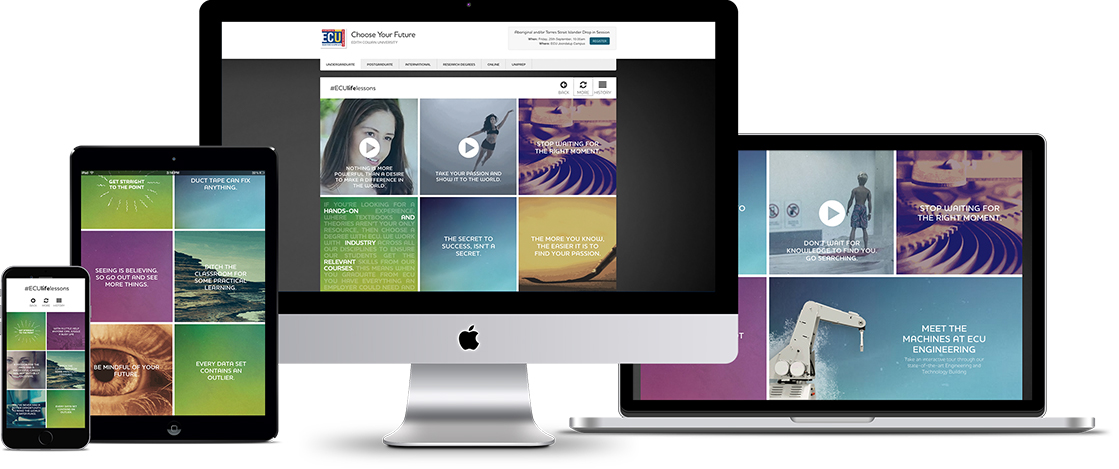 ECU
Choose Your Future
EDITH COWAN UNIVERSITY
Aboriginal and/or Torres Strait Islander Drop-in Session
When: Friday, 25th September, 10:30am
Where: ECU Joondalup Campus
REGISTER
UNDERGRADUATE
POSTGRADUATE
INTERNATIONAL
RESEARCH DEGREES
ONLINE
UNIPREP
#ECUlifelessons
BACK
MORE
HISTORY
NOTHING IS MORE
POWERFUL THAN A DESIRE
TO MAKE A DIFFERENCE IN
THE WORLD.
TAKE YOUR PASSION AND
SHOW IT TO THE WORLD.
STOP WAITING FOR
THE RIGHT MOMENT.
IF YOU'RE LOOKING FOR A
HANDS-ON EXPERIENCE,
WHERE TEXTBOOKS AND
THEORIES AREN'T YOUR ONLY
RESOURCE, THEN CHOOSE A
DEGREE WITH ECU. WE WORK
WITH INDUSTRY ACROSS ALL
OUR DISCIPLINES TO ENSURE
OUR STUDENTS GET THE
RELEVANT SKILLS FROM OUR
COURSES. THIS MEANS WHEN
YOU GRADUATE FROM ECU
YOU HAVE EVERYTHING AN
EMPLOYER COULD NEED AND
THE SECRET TO
SUCCESS, ISN'T A
SECRET.
THE MORE YOU KNOW,
THE EASIER IT IS TO
FIND YOUR PASSION.
GET STRAIGHT
TO THE POINT
DUCT TAPE CAN FIX
ANYTHING.
SEEING IS BELIEVING.
SO GO OUT AND SEE
MORE THINGS.
DITCH THE
CLASSROOM FOR
SOME PRACTICAL
LEARNING.
BE MINDFUL OF YOUR
FUTURE.
EVERY DATA SET
CONTAINS AN
OUTLIER.
#ECUlifelessons
BACK
MORE
HISTORY
DON'T WAIT FOR
KNOWLEDGE TO FIND YOU.
GO SEARCHING.
STOP WAITING FOR
THE RIGHT MOMENT.
MEET THE
MACHINES AT ECU
ENGINEERING
Take an interactive tour through our
state-of-the-art Engineering and
Technology Building